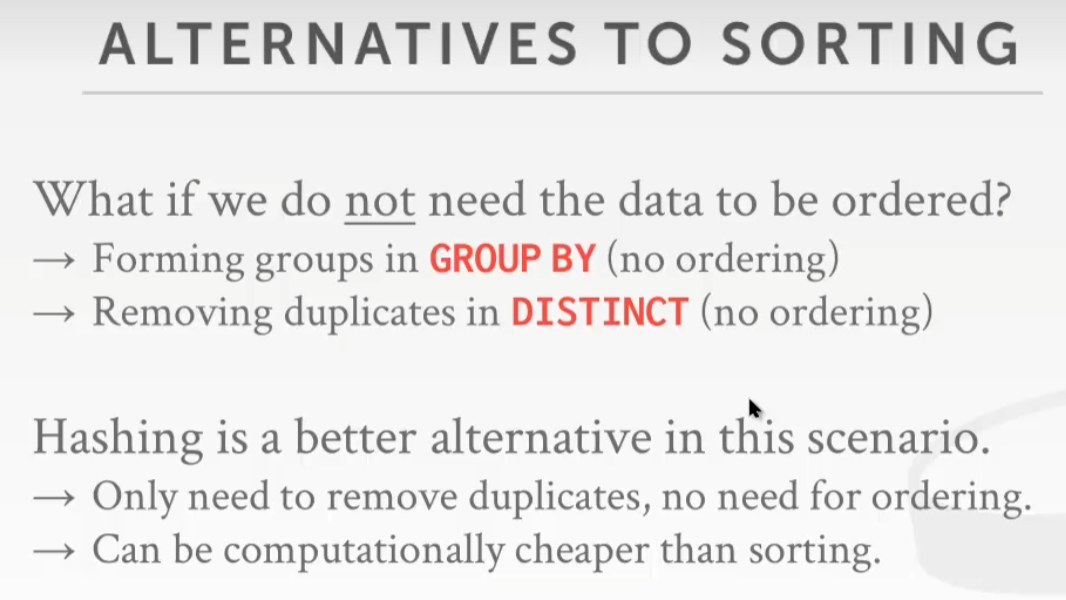 ALTERNATIVES TO SORTING
What if we do not need the data to be ordered?
→ Forming groups in GROUP BY (no ordering)
→ Removing duplicates in DISTINCT (no ordering)
Hashing is a better alternative in this scenario.
→ Only need to remove duplicates, no need for ordering.
→ Can be computationally cheaper than sorting.